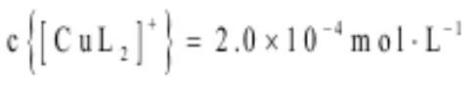 c{[CuL₂]⁺} = 2.0×10⁻⁴ mol·L⁻¹